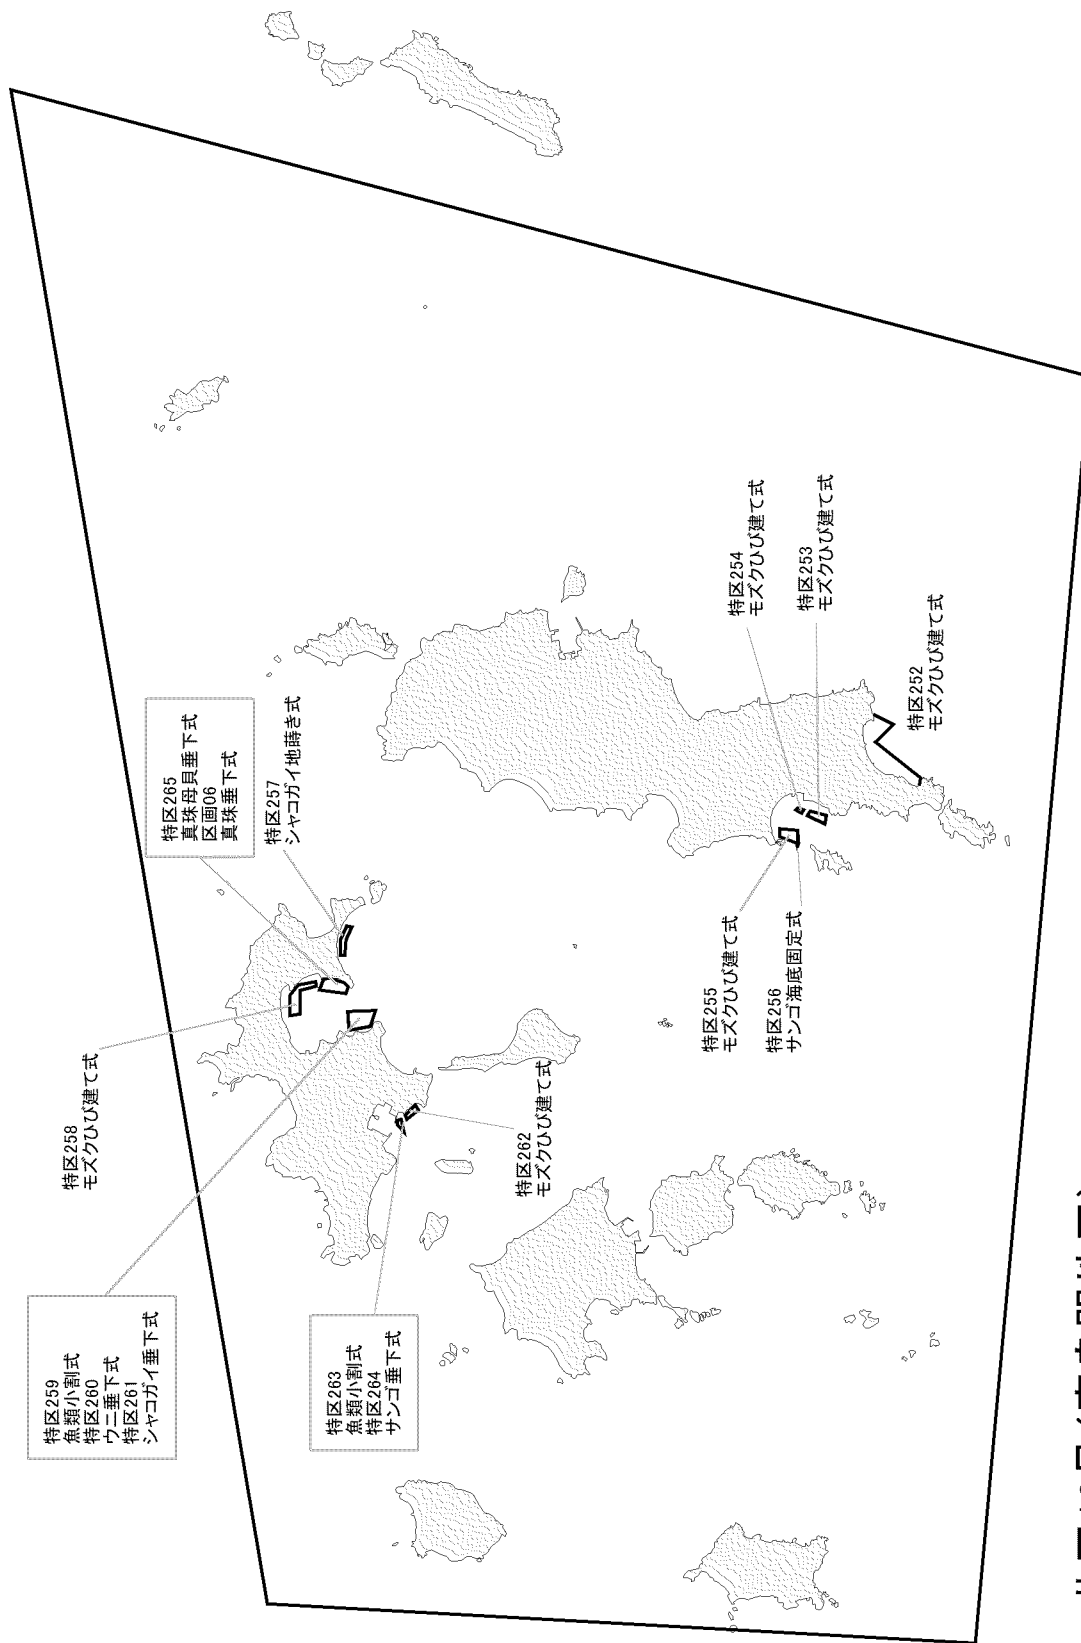 特区259
魚類小割式
特区260
ウニ垂下式
特区261
シャコガイ垂下式
特区258
モズクひび建て式
特区265
真珠母貝垂下式
区画06
真珠垂下式
特区257
シャコガイ地蒔き式
特区263
魚類小割式
特区264
サンゴ垂下式
特区262
モズクひび建て式
特区255
モズクひび建て式
特区254
モズクひび建て式
特区256
サンゴ海底固定式
特区253
モズクひび建て式
特区252
モズクひび建て式